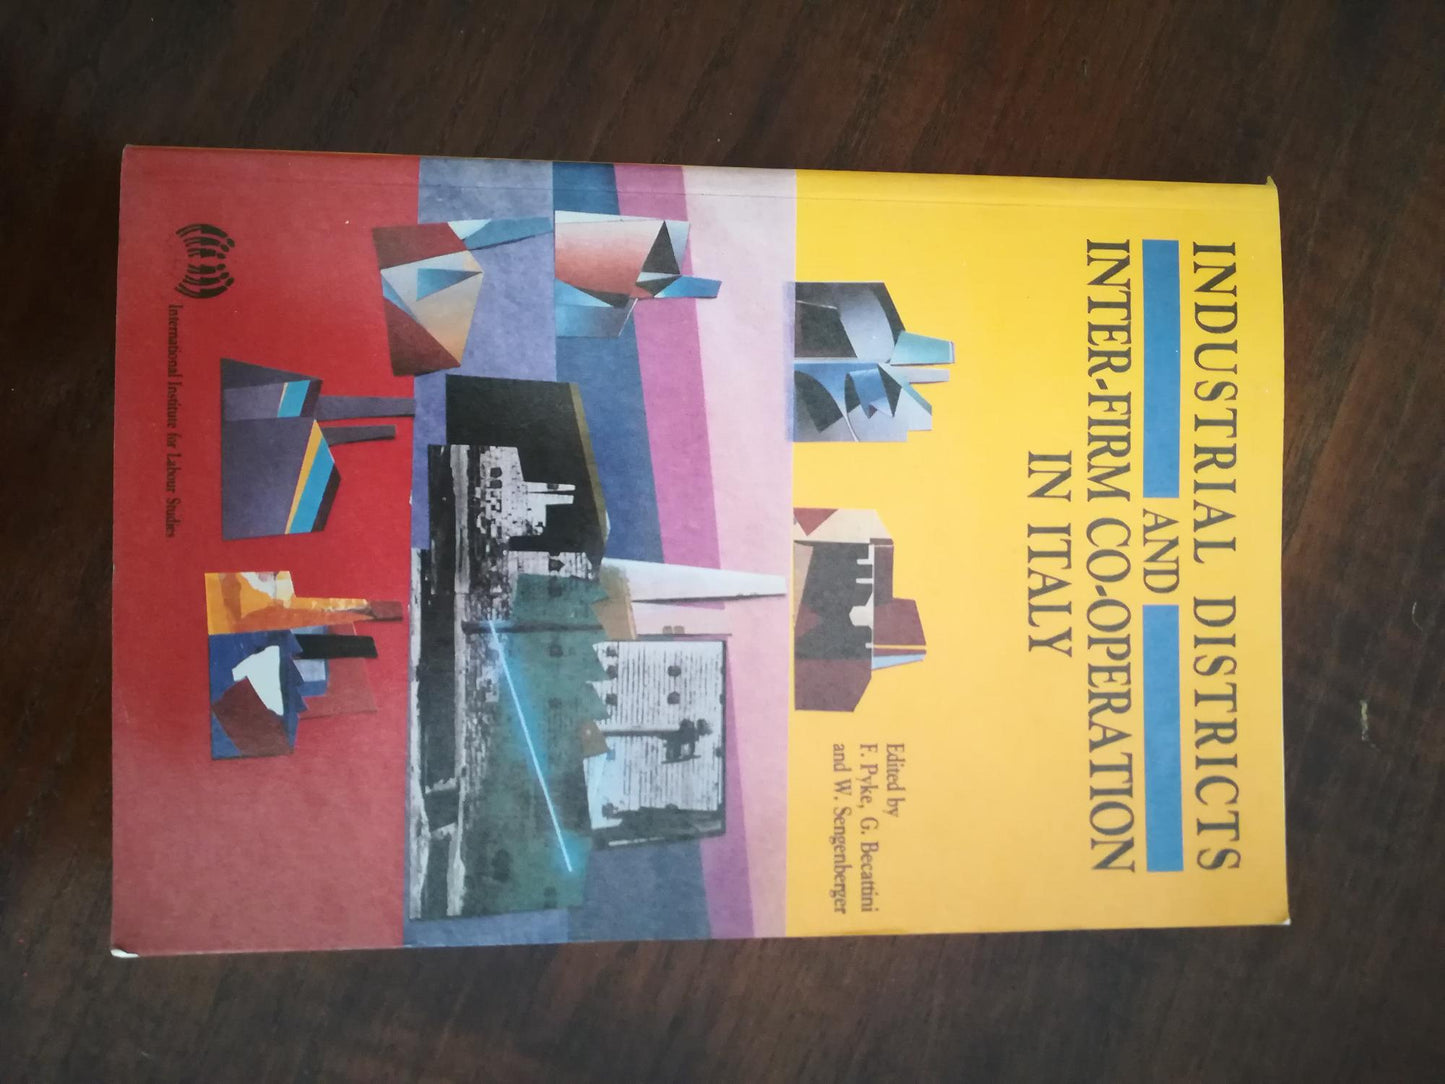 INDUSTRIAL DISTRICTS
AND
INTER-FIRM CO-OPERATION
IN ITALY
Edited by
F. Pyke, G. Becattini
and W. Sengenberger
International Institute for Labour Studies